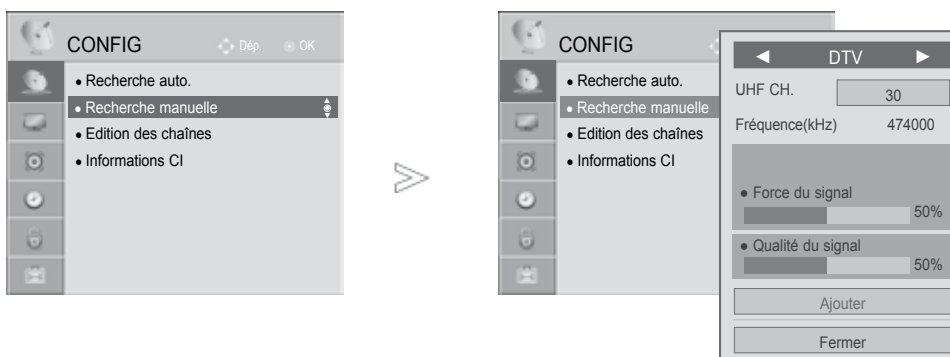 CONFIG
Dép. OK
● Recherche auto.
● Recherche manuelle
● Edition des chaînes
● Informations CI
CONFIG
● Recherche auto.
● Recherche manuelle
● Edition des chaînes
● Informations CI
◄ DTV ►
UHF CH. 30
Fréquence(kHz) 474000
● Force du signal
50%
● Qualité du signal
50%
Ajouter
Fermer